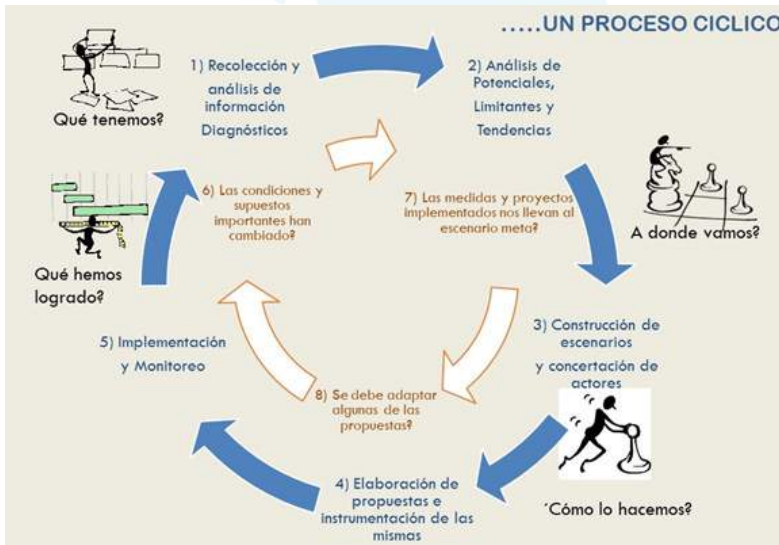 .....UN PROCESO CICLICO
1) Recolección y
análisis de
información
Diagnósticos
2) Análisis de
Potenciales,
Limitantes y
Tendencias
Qué tenemos?
6) Las condiciones y
supuestos
importantes han
cambiado?
7) Las medidas y proyectos
implementados nos llevan al
escenario meta?
A donde vamos?
Qué hemos
logrado?
3) Construcción de
escenarios
y concertación de
actores
5) Implementación
y Monitoreo
8) Se debe adaptar
algunas de las
propuestas?
4) Elaboración de
propuestas e
instrumentación de las
mismas
´Cómo lo hacemos?